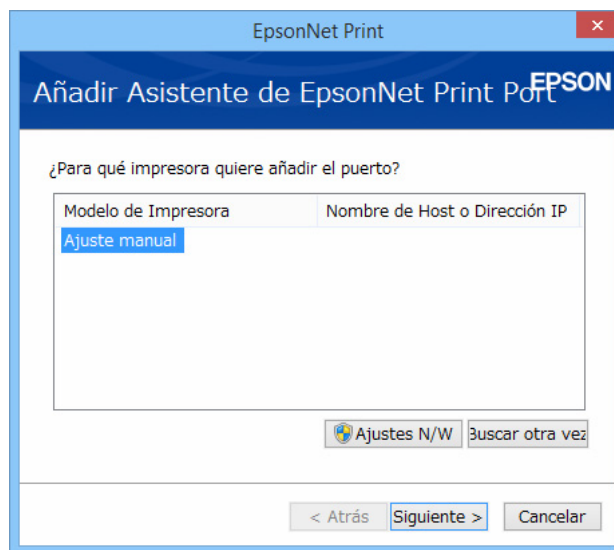 EpsonNet Print
Añadir Asistente de EpsonNet Print Port
EPSON
¿Para qué impresora quiere añadir el puerto?
Modelo de Impresora Nombre de Host o Dirección IP
Ajuste manual
Ajustes N/W Buscar otra vez
< Atrás Siguiente > Cancelar